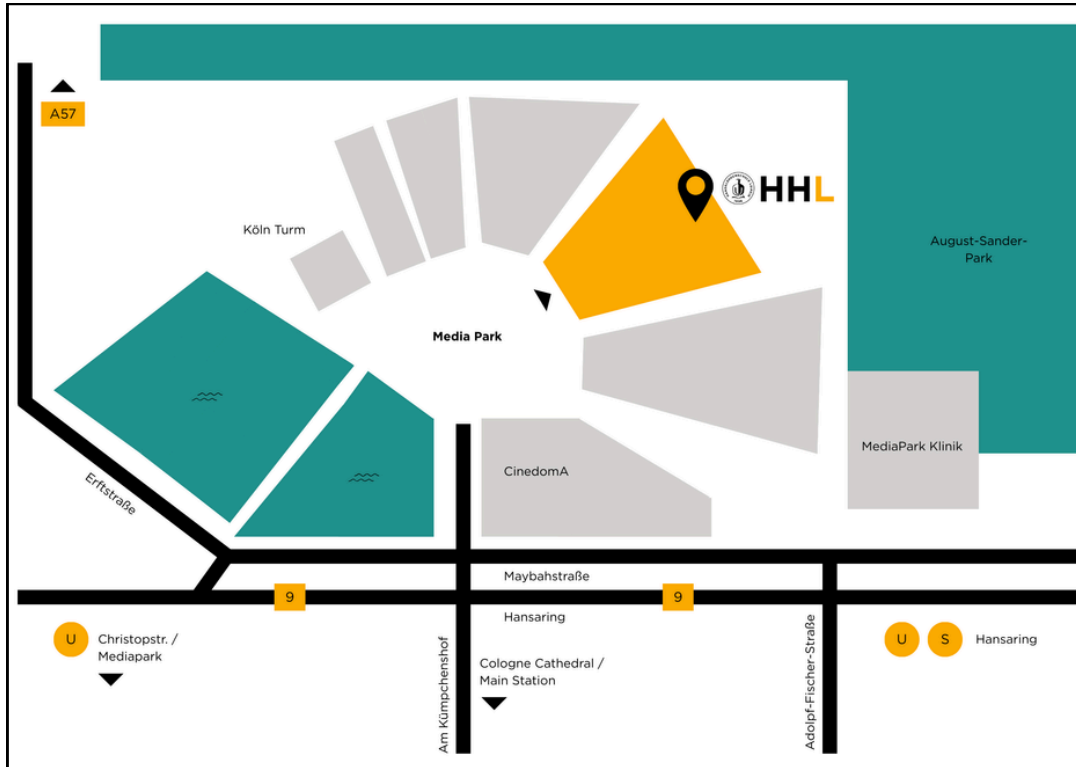 A57
HHL
Köln Turm
August-Sander-
Park
Media Park
MediaPark Klinik
CinedomA
Erftstraße
Maybahstraße
9
9
Hansaring
U
Christopstr. /
Mediapark
Am Kümpchenshof
Cologne Cathedral /
Main Station
Adolpf-Fischer-Straße
U
S
Hansaring